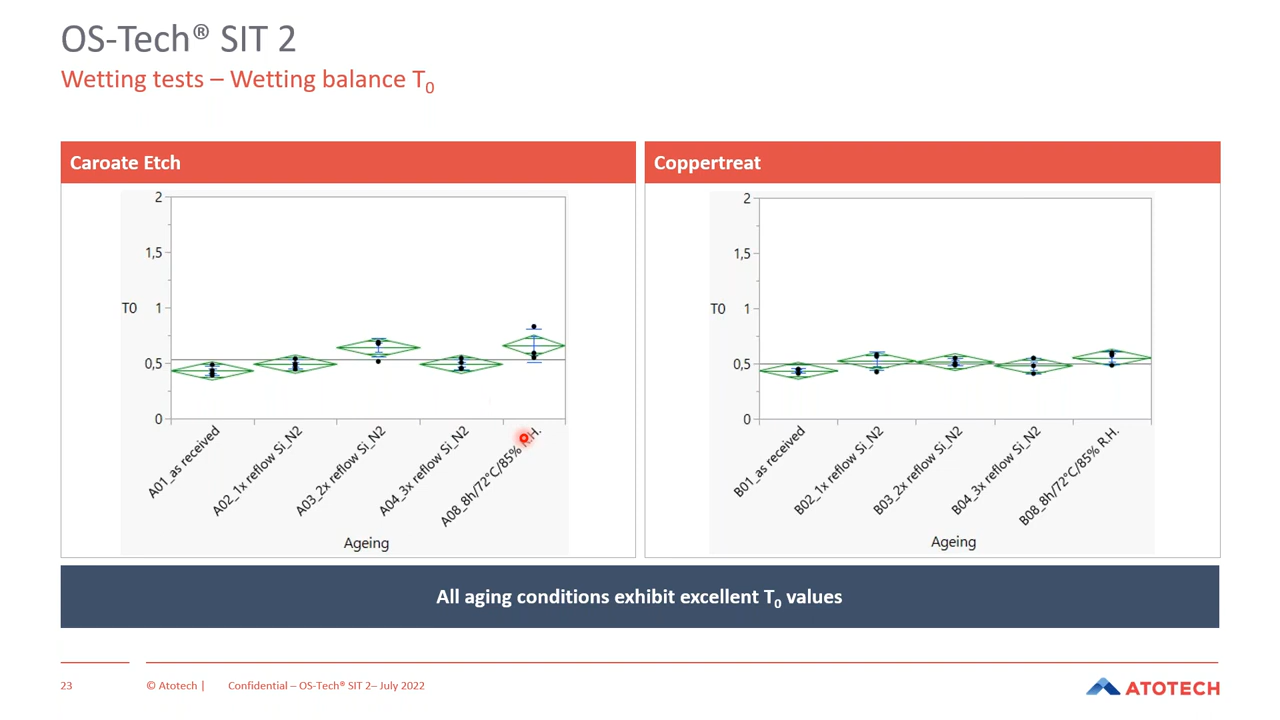 OS-Tech® SIT 2
Wetting tests – Wetting balance T0
Caroate Etch
T0
2
1,5
1
0,5
0
A01_as received
A02_1x reflow Si_N2
A03_2x reflow Si_N2
A04_3x reflow Si_N2
A08_8h/72°C/85% R.H.
Ageing
Coppertreat
T0
2
1,5
1
0,5
0
B01_as received
B02_1x reflow Si_N2
B03_2x reflow Si_N2
B04_3x reflow Si_N2
B08_8h/72°C/85% R.H.
Ageing
All aging conditions exhibit excellent T0 values
23 © Atotech | Confidential – OS-Tech® SIT 2– July 2022
ATOTECH